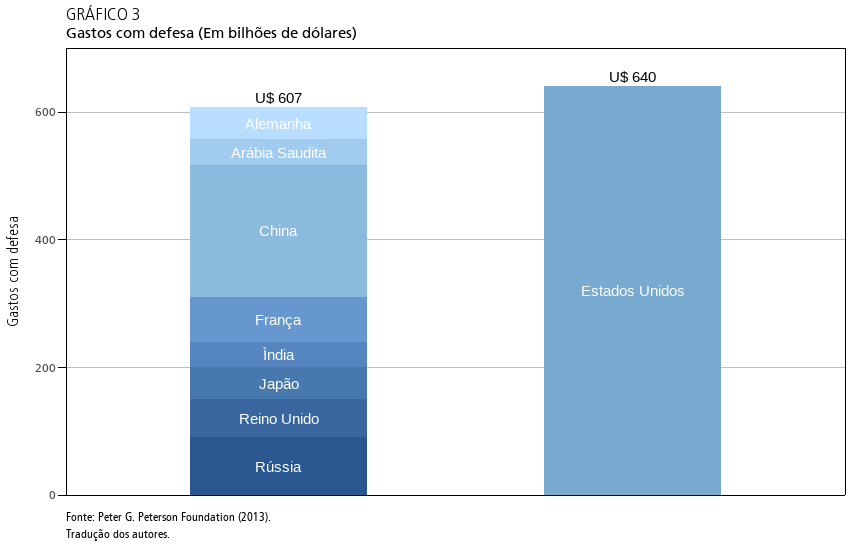 GRÁFICO 3
Gastos com defesa (Em bilhões de dólares)
Gastos com defesa
600
400
200
0
U$ 607
Alemanha
Arábia Saudita
China
França
Ìndia
Japão
Reino Unido
Rússia
U$ 640
Estados Unidos
Fonte: Peter G. Peterson Foundation (2013).
Tradução dos autores.